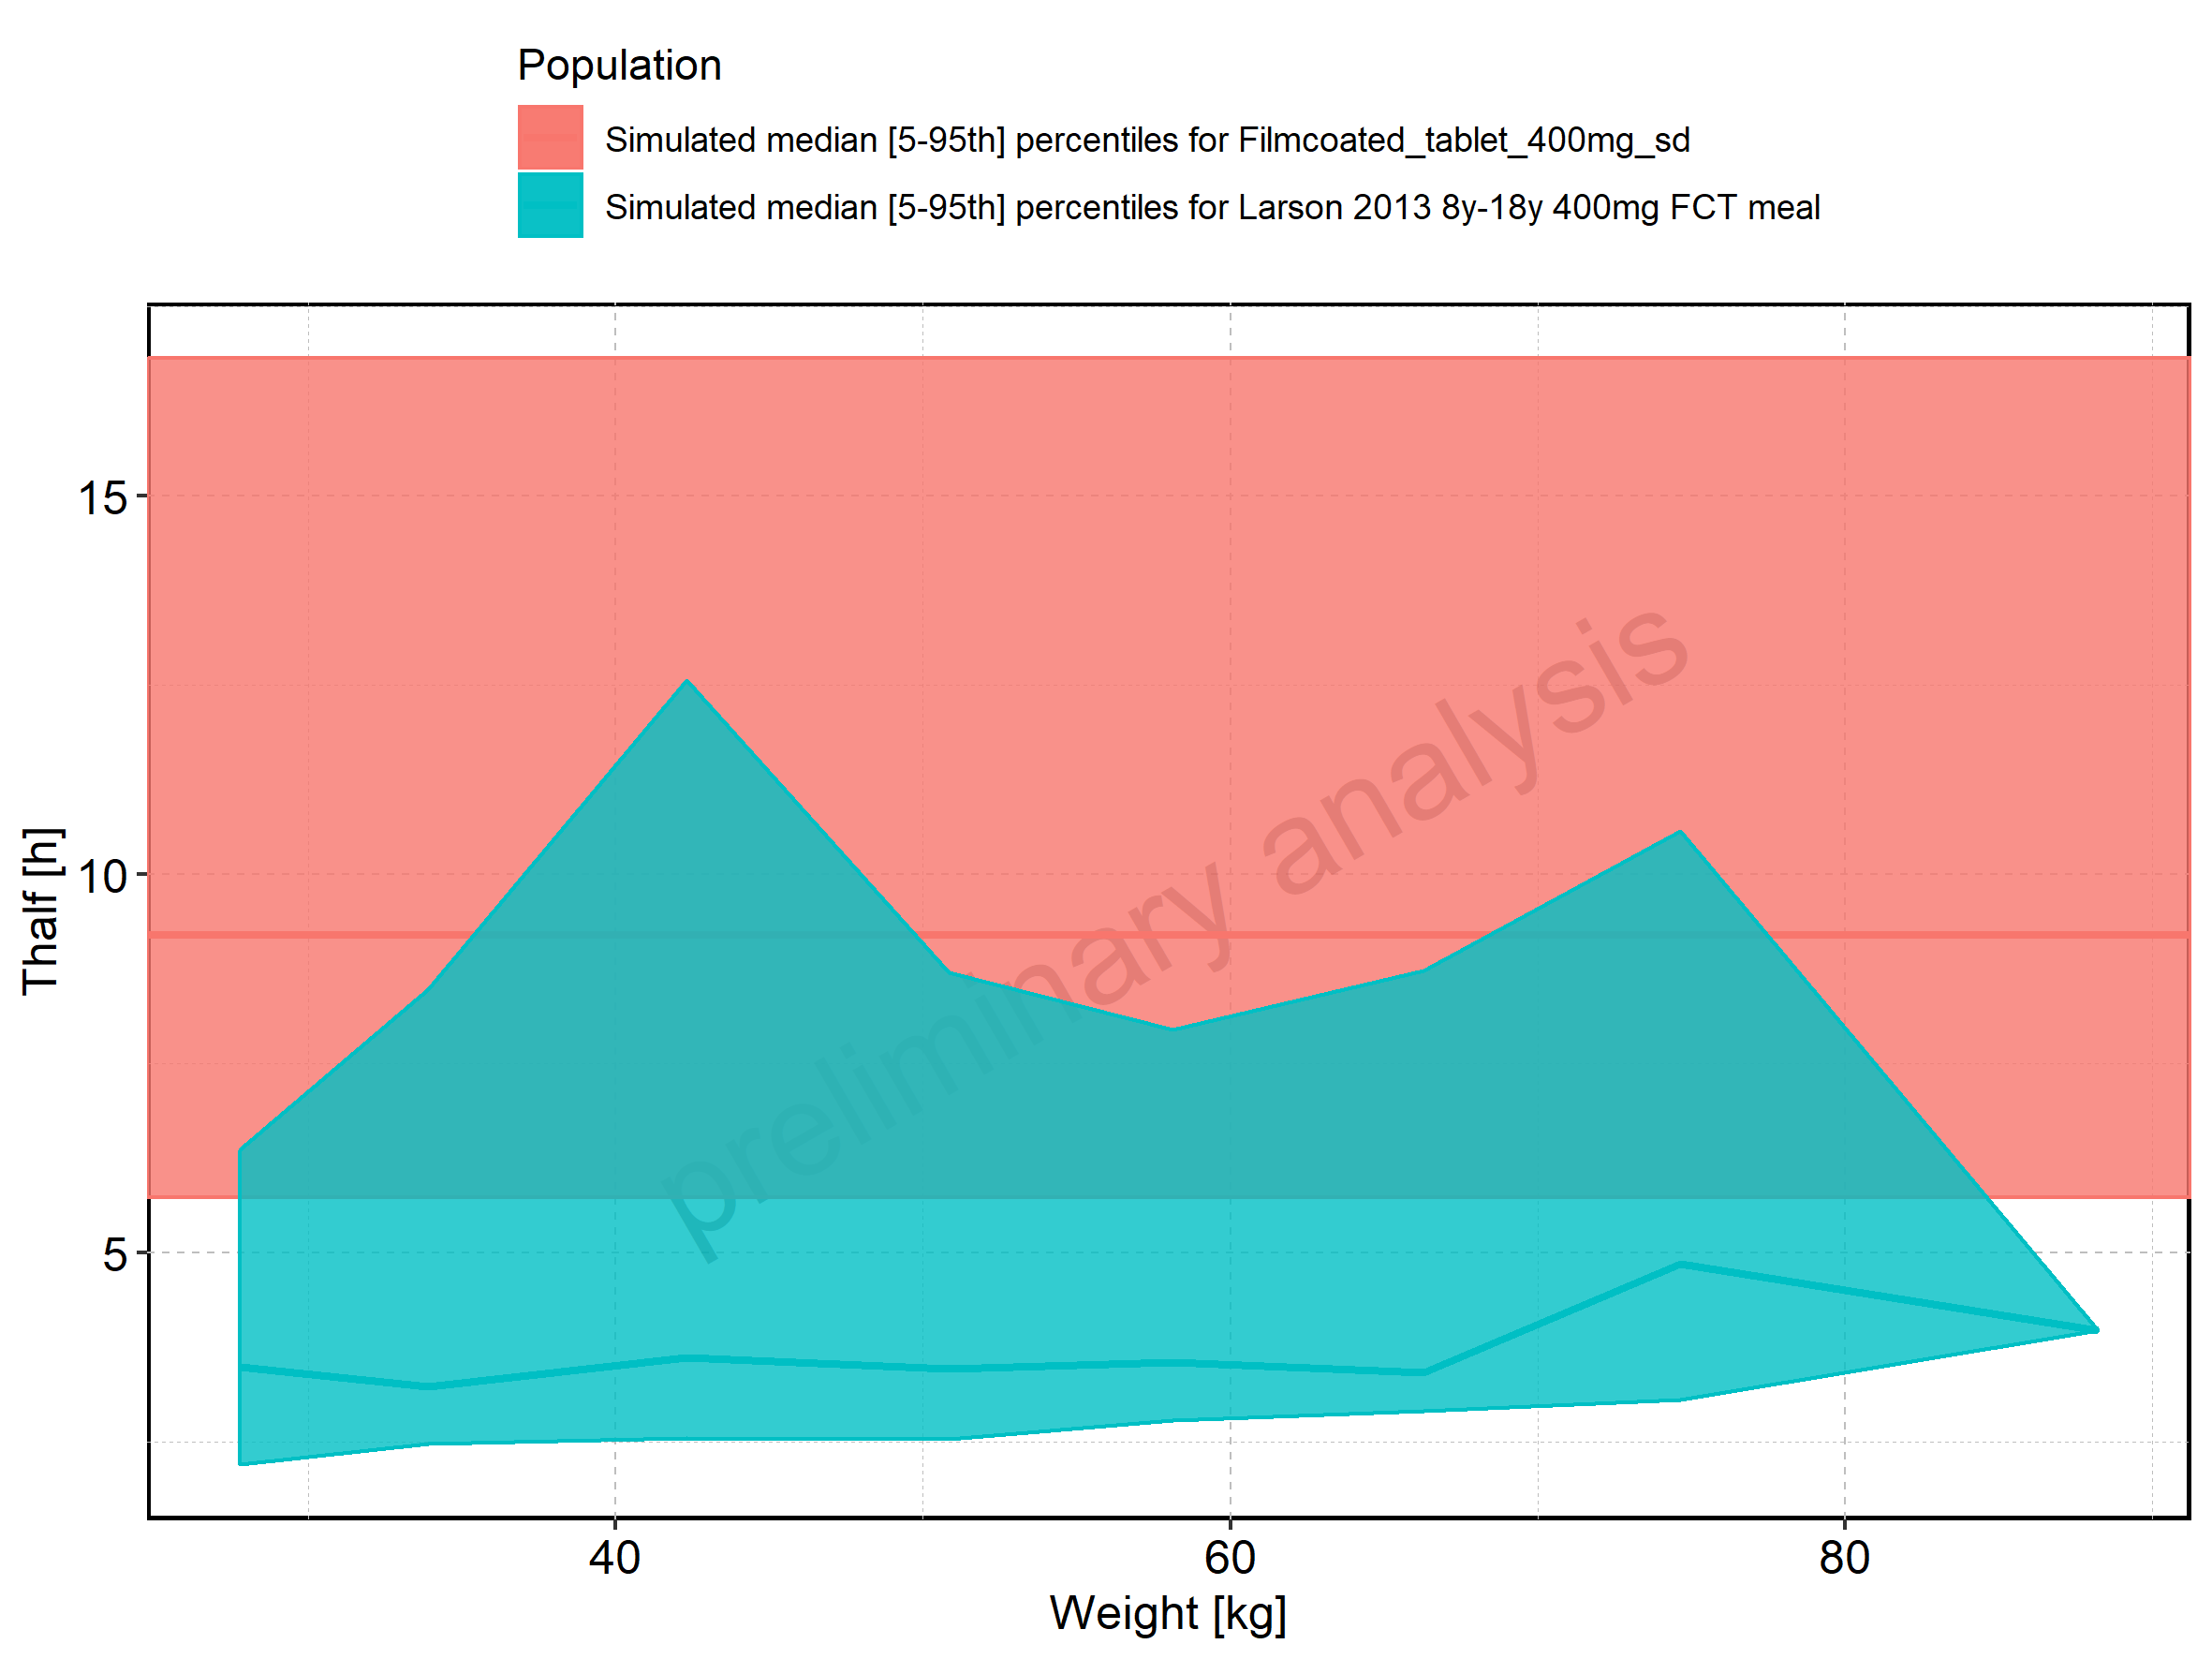 Population
Simulated median [5-95th] percentiles for Filmcoated_tablet_400mg_sd
Simulated median [5-95th] percentiles for Larson 2013 8y-18y 400mg FCT meal
15
10
5
Thalf [h]
preliminary analysis
40 60 80
Weight [kg]